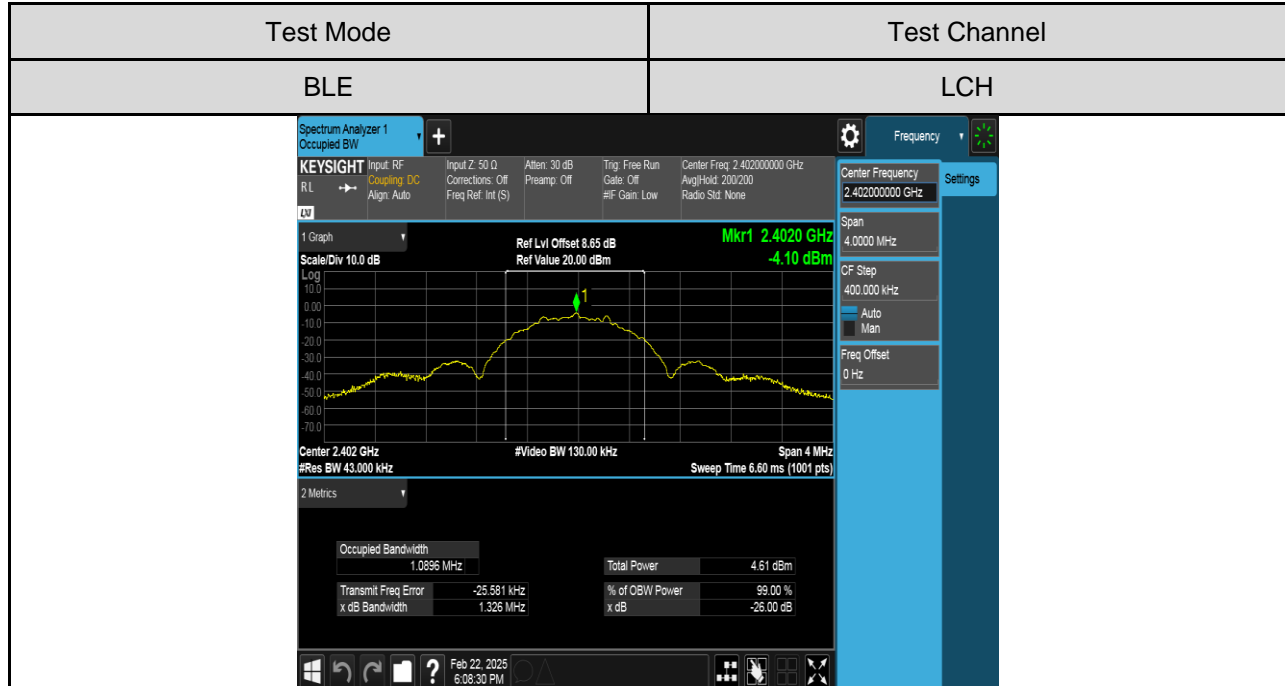 Test Mode
Test Channel
BLE
LCH
Spectrum Analyzer 1
Occupied BW
+
Frequency
KEYSIGHT
RL
LXI
Input: RF
Coupling: DC
Align: Auto
Input Z: 50 Ω
Corrections: Off
Freq Ref: Int (S)
Atten: 30 dB
Preamp: Off
Trig: Free Run
Gate: Off
#IF Gain: Low
Center Freq: 2.402000000 GHz
Avg|Hold: 200/200
Radio Std: None
Center Frequency
2.402000000 GHz
Settings
Span
4.0000 MHz
CF Step
400.000 kHz
Auto
Man
Freq Offset
0 Hz
1 Graph
Scale/Div 10.0 dB
Ref Lvl Offset 8.65 dB
Ref Value 20.00 dBm
Mkr1 2.4020 GHz
-4.10 dBm
Log
10.0
0.00
-10.0
-20.0
-30.0
-40.0
-50.0
-60.0
-70.0
1
Center 2.402 GHz
#Video BW 130.00 kHz
Span 4 MHz
#Res BW 43.000 kHz
Sweep Time 6.60 ms (1001 pts)
2 Metrics
Occupied Bandwidth
1.0896 MHz
Total Power 4.61 dBm
Transmit Freq Error -25.581 kHz
% of OBW Power 99.00 %
x dB Bandwidth 1.326 MHz
x dB -26.00 dB
?
Feb 22, 2025
6:08:30 PM